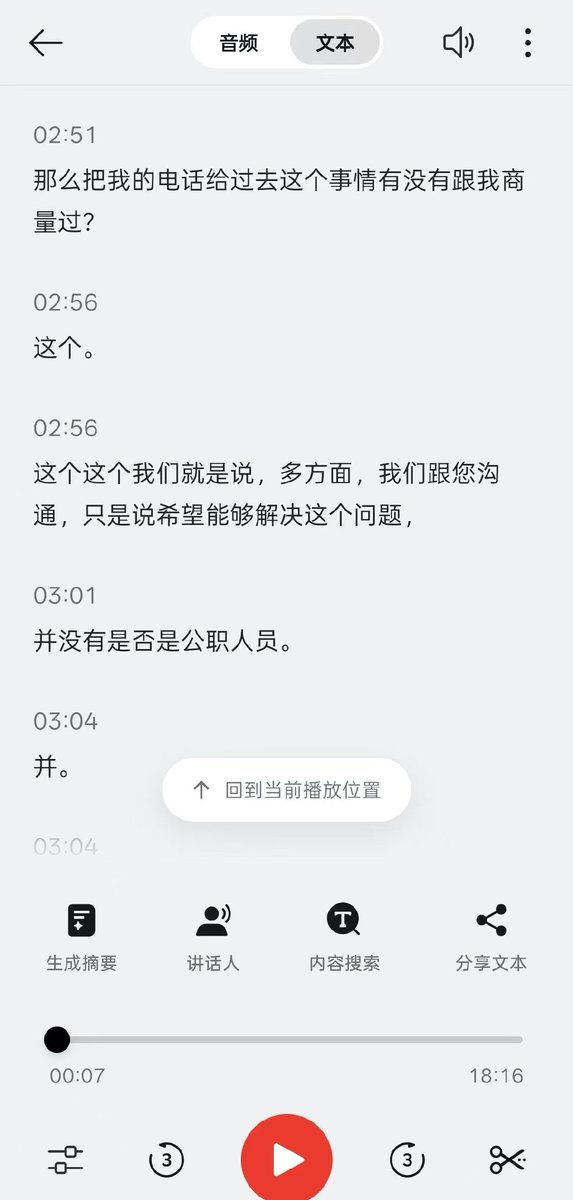 音频 文本
02:51
那么把我的电话给过去这个事情有没有跟我商
量过？
02:56
这个。
02:56
这个这个我们就是说，多方面，我们跟您沟
通，只是说希望能够解决这个问题，
03:01
并没有是否是公职人员。
03:04
并。
回到当前播放位置
03:04
生成摘要 讲话人 内容搜索 分享文本
00:07 18:16
3 3